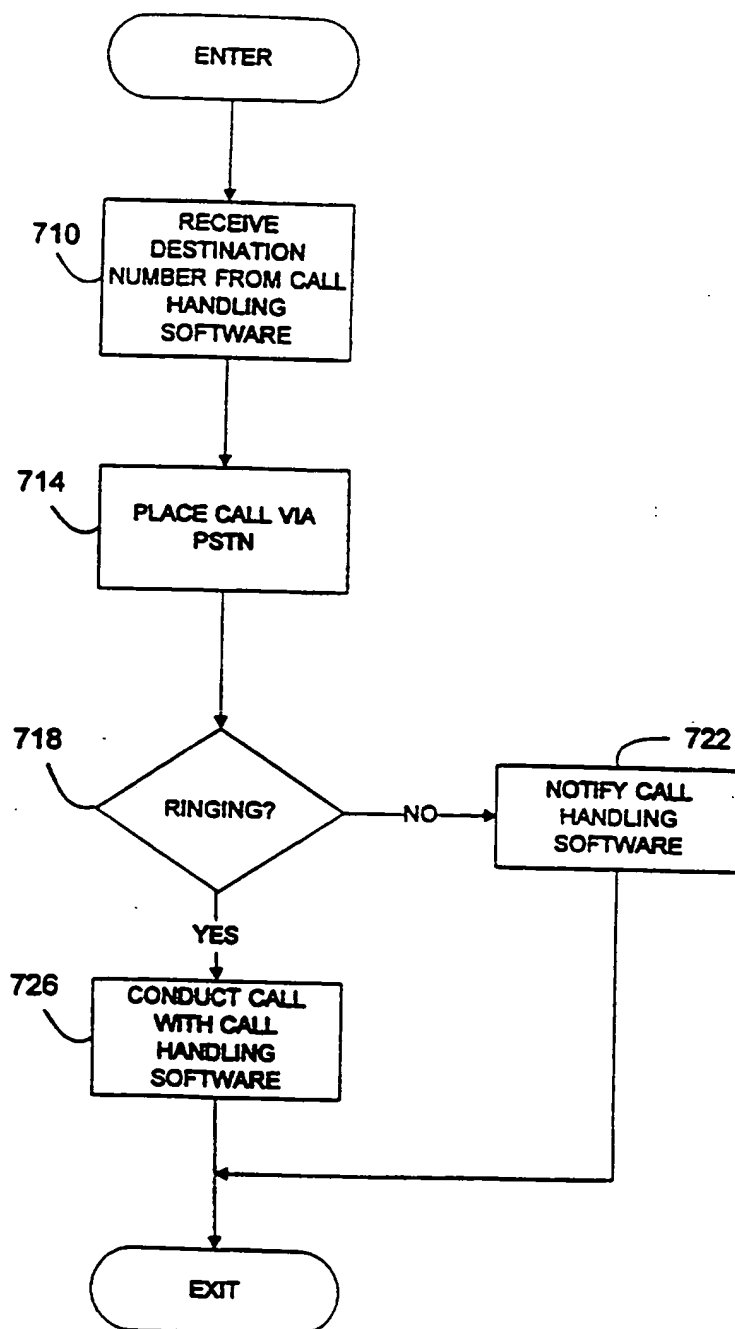 ENTER
710
RECEIVE
DESTINATION
NUMBER FROM CALL
HANDLING
SOFTWARE
714
PLACE CALL VIA
PSTN
718
RINGING?
NO
722
NOTIFY CALL
HANDLING
SOFTWARE
YES
726
CONDUCT CALL
WITH CALL
HANDLING
SOFTWARE
EXIT